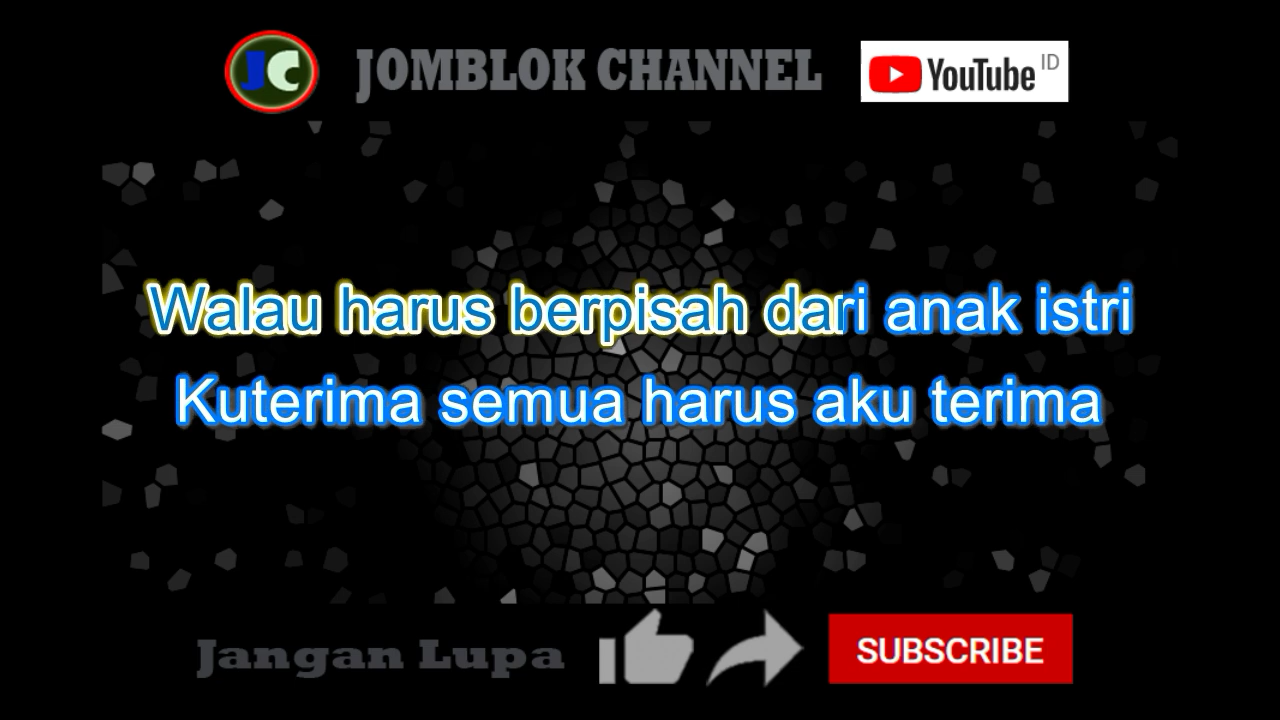 JC JOMBLOK CHANNEL YouTube ID
Walau harus berpisah dari anak istri
Kuterima semua harus aku terima
Jangan Lupa SUBSCRIBE